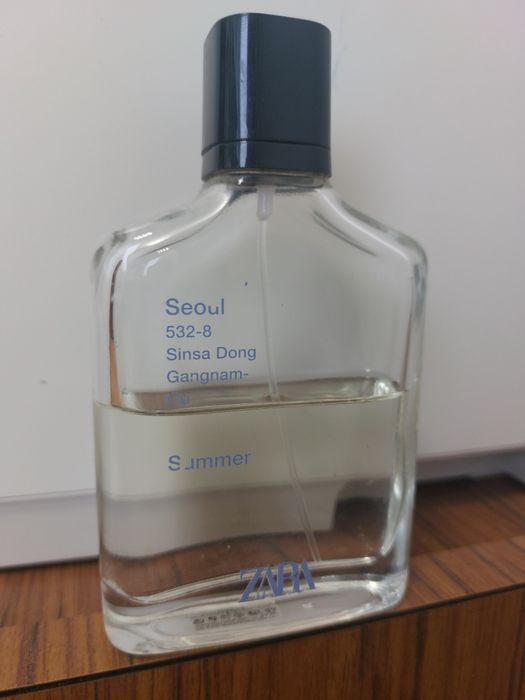 Seoul
532-8
Sinsa Dong
Gangnam-
Summer
ZARA